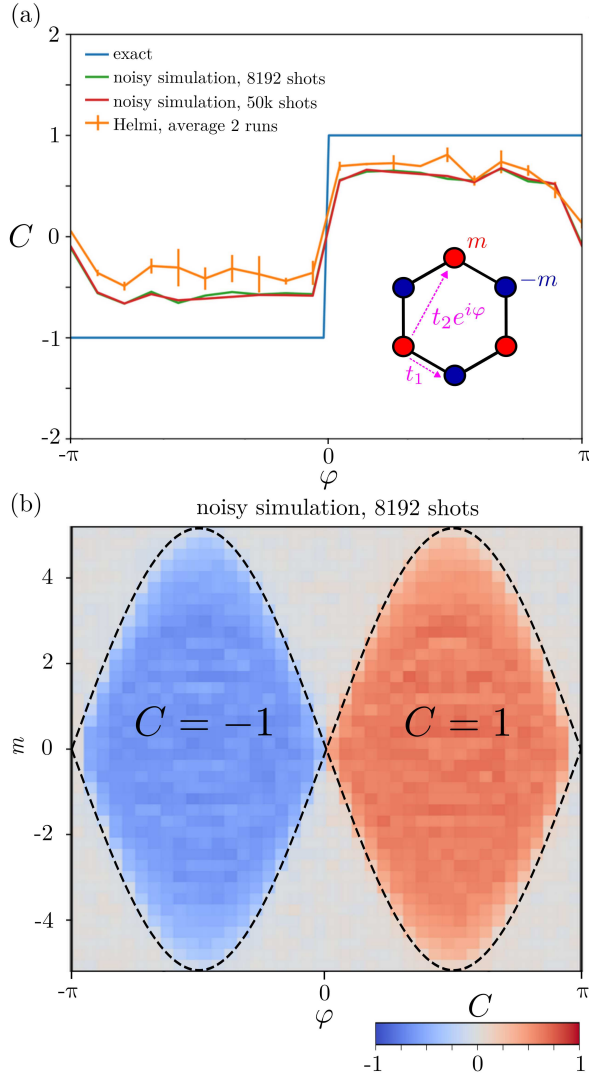 (a)
2
exact
noisy simulation, 8192 shots
noisy simulation, 50k shots
Helmi, average 2 runs
1
C
0
m
−m
t₂e^{iφ}
t₁
-1
-2
-π
0
π
φ
(b)
noisy simulation, 8192 shots
4
2
m
0
C = −1
C = 1
-2
-4
-π
0
π
φ
C
-1
0
1